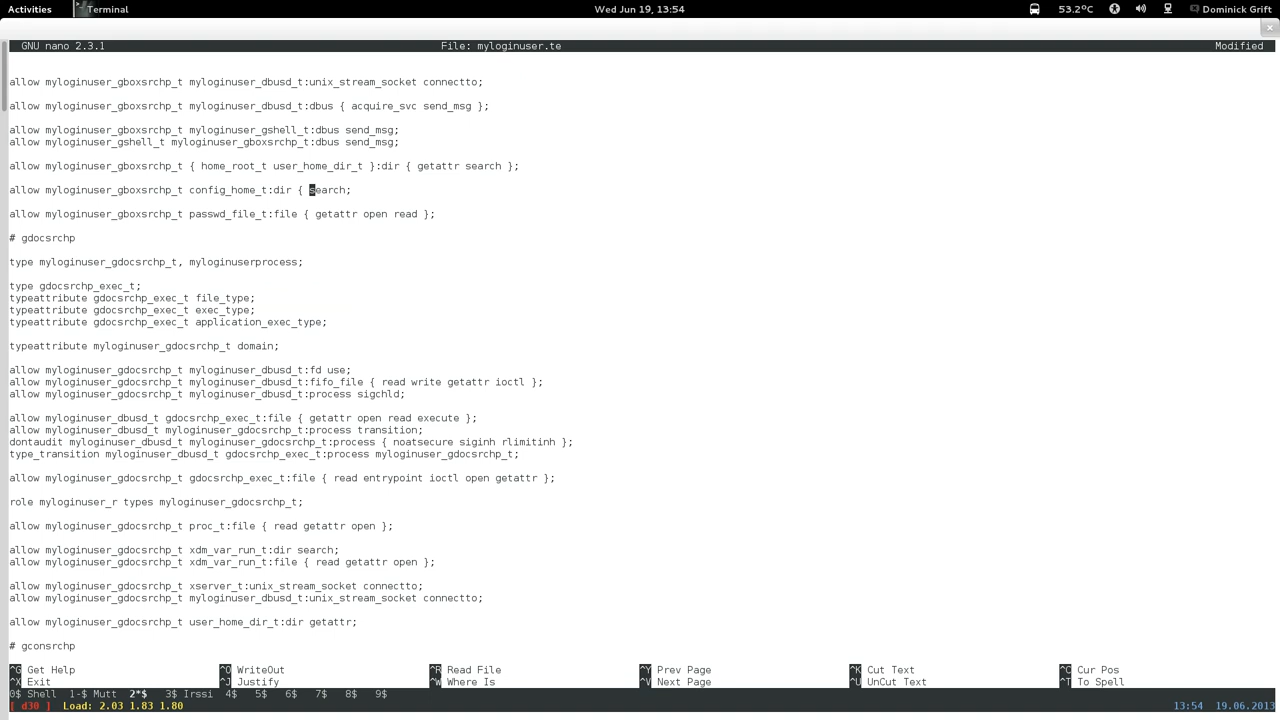 Activities Terminal Wed Jun 19, 13:54 53.2°C Dominick Grift
GNU nano 2.3.1 File: myloginuser.te Modified
allow myloginuser_gboxsrchp_t myloginuser_dbusd_t:unix_stream_socket connectto;
allow myloginuser_gboxsrchp_t myloginuser_dbusd_t:dbus { acquire_svc send_msg };
allow myloginuser_gboxsrchp_t myloginuser_gshell_t:dbus send_msg;
allow myloginuser_gshell_t myloginuser_gboxsrchp_t:dbus send_msg;
allow myloginuser_gboxsrchp_t { home_root_t user_home_dir_t }:dir { getattr search };
allow myloginuser_gboxsrchp_t config_home_t:dir { search;
allow myloginuser_gboxsrchp_t passwd_file_t:file { getattr open read };
# gdocsrchp
type myloginuser_gdocsrchp_t, myloginuserprocess;
type gdocsrchp_exec_t;
typeattribute gdocsrchp_exec_t file_type;
typeattribute gdocsrchp_exec_t exec_type;
typeattribute gdocsrchp_exec_t application_exec_type;
typeattribute myloginuser_gdocsrchp_t domain;
allow myloginuser_gdocsrchp_t myloginuser_dbusd_t:fd use;
allow myloginuser_gdocsrchp_t myloginuser_dbusd_t:fifo_file { read write getattr ioctl };
allow myloginuser_gdocsrchp_t myloginuser_dbusd_t:process sigchld;
allow myloginuser_dbusd_t gdocsrchp_exec_t:file { getattr open read execute };
allow myloginuser_dbusd_t myloginuser_gdocsrchp_t:process transition;
dontaudit myloginuser_dbusd_t myloginuser_gdocsrchp_t:process { noatsecure siginh rlimitinh };
type_transition myloginuser_dbusd_t gdocsrchp_exec_t:process myloginuser_gdocsrchp_t;
allow myloginuser_gdocsrchp_t gdocsrchp_exec_t:file { read entrypoint ioctl open getattr };
role myloginuser_r types myloginuser_gdocsrchp_t;
allow myloginuser_gdocsrchp_t proc_t:file { read getattr open };
allow myloginuser_gdocsrchp_t xdm_var_run_t:dir search;
allow myloginuser_gdocsrchp_t xdm_var_run_t:file { read getattr open };
allow myloginuser_gdocsrchp_t xserver_t:unix_stream_socket connectto;
allow myloginuser_gdocsrchp_t myloginuser_dbusd_t:unix_stream_socket connectto;
allow myloginuser_gdocsrchp_t user_home_dir_t:dir getattr;
# gconsrchp
^G Get Help ^O WriteOut ^R Read File ^Y Prev Page ^K Cut Text ^C Cur Pos
^X Exit ^J Justify ^W Where Is ^V Next Page ^U UnCut Text ^T To Spell
0$ Shell 1-$ Mutt 2*$ 3$ Irssi 4$ 5$ 6$ 7$ 8$ 9$
[ d30 ] Load: 2.03 1.83 1.80 13:54 19.06.2013